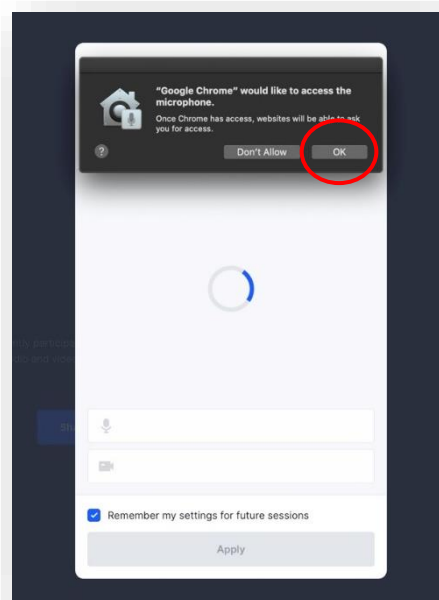 "Google Chrome" would like to access the
microphone.
Once Chrome has access, websites will be able to ask
you for access.
?
Don't Allow
OK
Remember my settings for future sessions
Apply